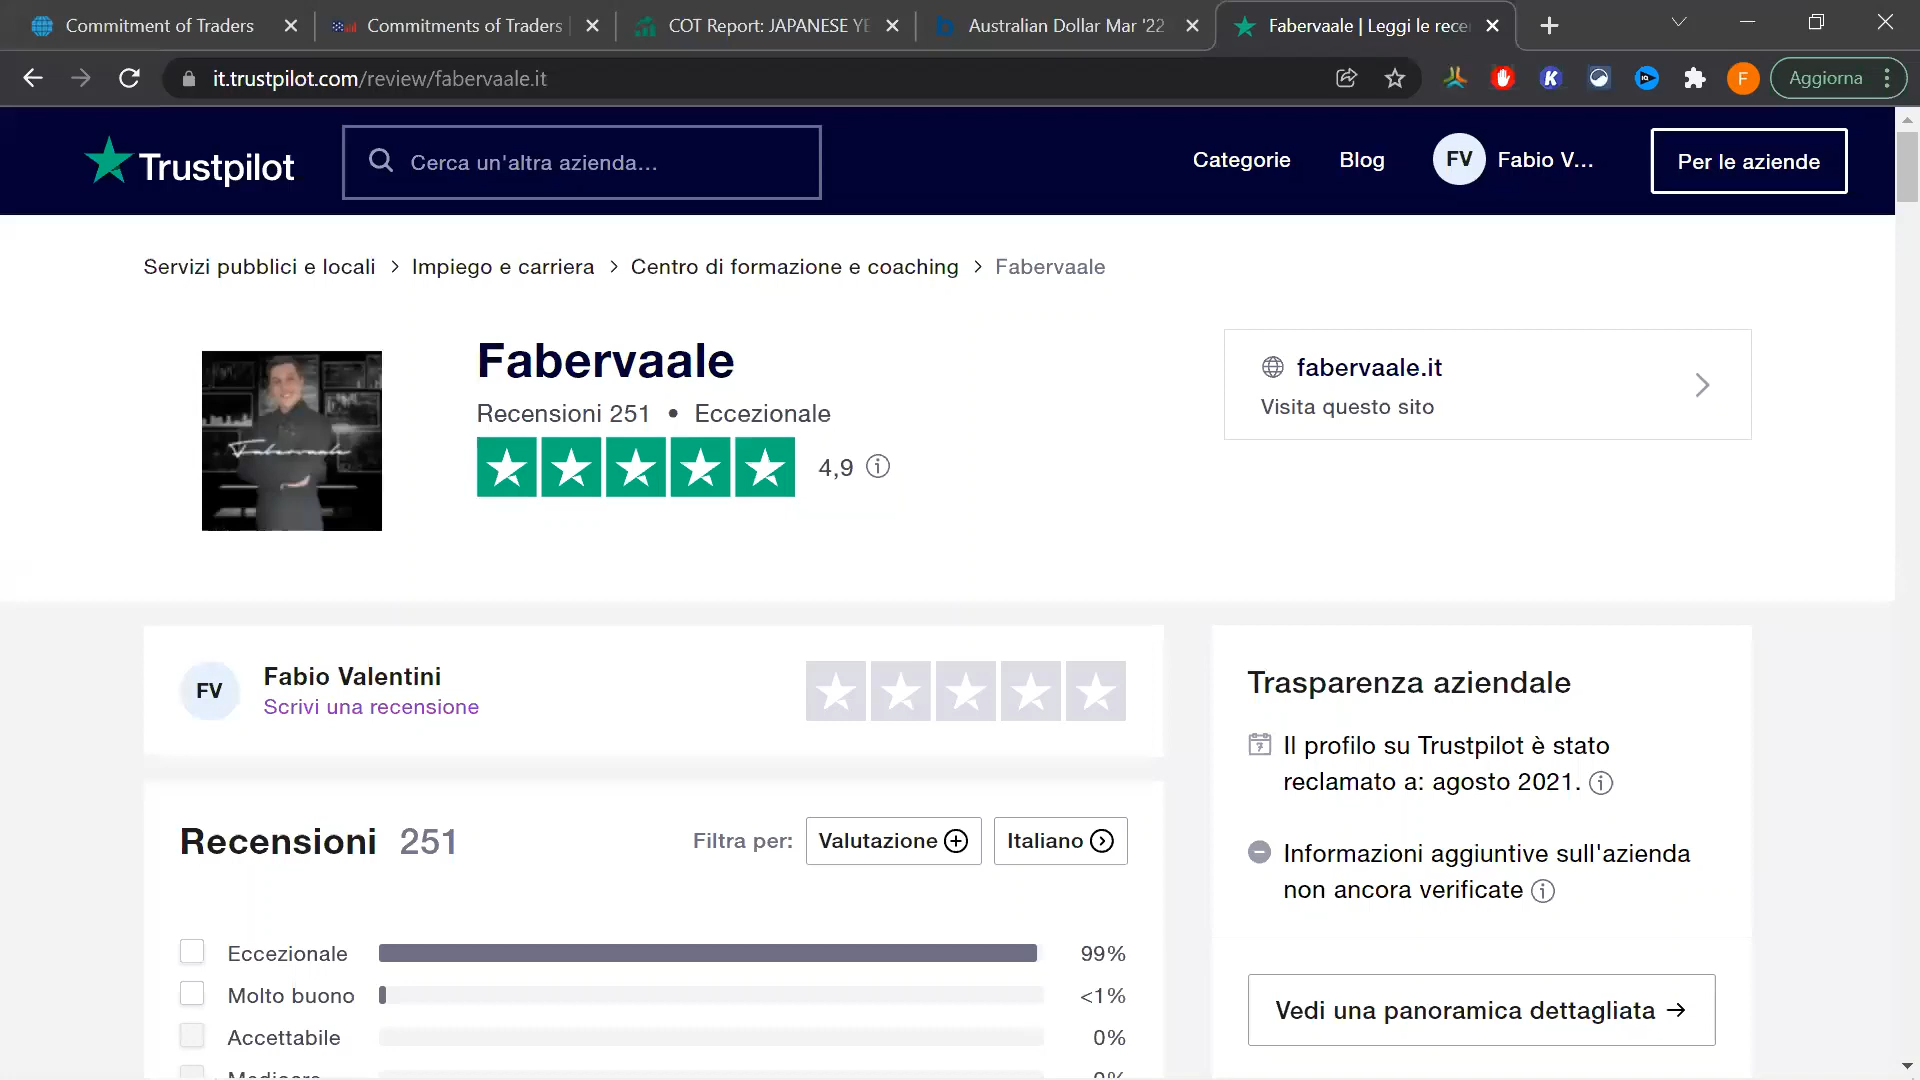 Commitment of Traders
Commitments of Traders |
COT Report: JAPANESE YE
Australian Dollar Mar '22
Fabervaale | Leggi le rece
it.trustpilot.com/review/fabervaale.it
F
Aggiorna
Trustpilot
Cerca un'altra azienda...
Categorie
Blog
FV
Fabio V...
Per le aziende
Servizi pubblici e locali > Impiego e carriera > Centro di formazione e coaching > Fabervaale
Fabervaale
Fabervaale
Recensioni 251 • Eccezionale
4,9
fabervaale.it
Visita questo sito
FV
Fabio Valentini
Scrivi una recensione
Recensioni 251
Filtra per:
Valutazione
Italiano
Eccezionale 99%
Molto buono <1%
Accettabile 0%
Mediocre 0%
Trasparenza aziendale
Il profilo su Trustpilot è stato
reclamato a: agosto 2021.
Informazioni aggiuntive sull'azienda
non ancora verificate
Vedi una panoramica dettagliata →